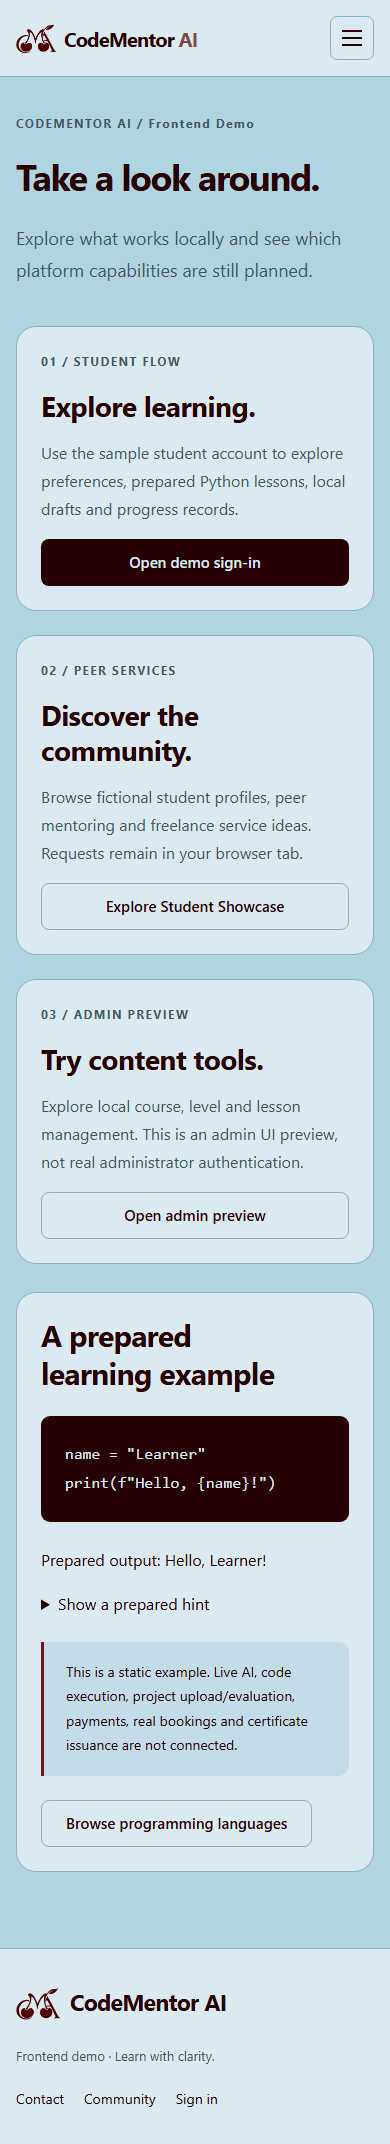 CodeMentor AI
CODEMENTOR AI / Frontend Demo
Take a look around.
Explore what works locally and see which
platform capabilities are still planned.
01 / STUDENT FLOW
Explore learning.
Use the sample student account to explore
preferences, prepared Python lessons, local
drafts and progress records.
Open demo sign-in
02 / PEER SERVICES
Discover the
community.
Browse fictional student profiles, peer
mentoring and freelance service ideas.
Requests remain in your browser tab.
Explore Student Showcase
03 / ADMIN PREVIEW
Try content tools.
Explore local course, level and lesson
management. This is an admin UI preview,
not real administrator authentication.
Open admin preview
A prepared
learning example
name = "Learner"
print(f"Hello, {name}!")
Prepared output: Hello, Learner!
Show a prepared hint
This is a static example. Live AI, code
execution, project upload/evaluation,
payments, real bookings and certificate
issuance are not connected.
Browse programming languages
CodeMentor AI
Frontend demo · Learn with clarity.
Contact Community Sign in